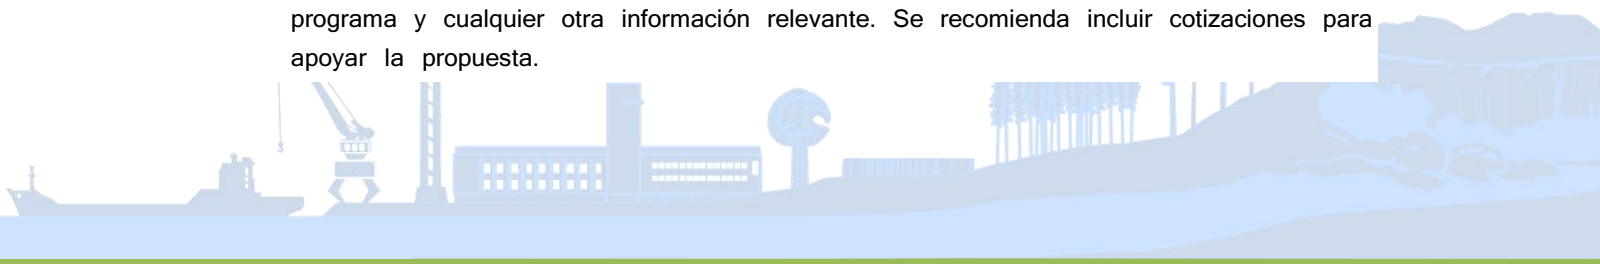 programa y cualquier otra información relevante. Se recomienda incluir cotizaciones para
apoyar la propuesta.